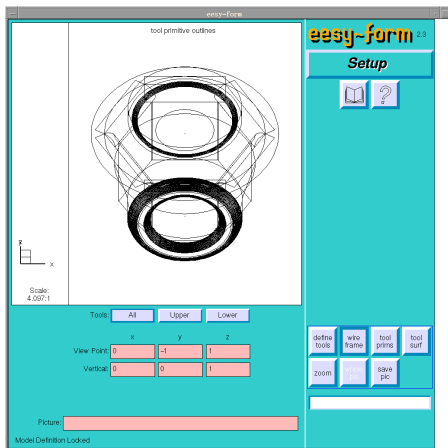 eesy-form
tool primitive outlines
eesy-form 2.3
Setup
?
z
x
Scale:
4.097:1
Tools: All Upper Lower
x y z
View Point: 0 -1 1
Vertical: 0 0 1
define tools
wire frame
tool prims
tool surf
zoom
save pic
Picture:
Model Definition Locked